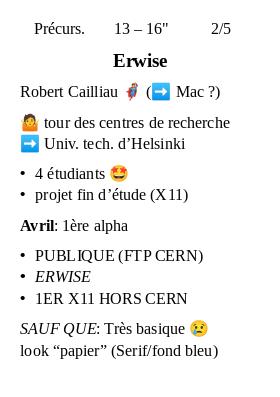 Précurs. 13 – 16" 2/5
Erwise
Robert Cailliau 🦸 (➡️ Mac ?)
🤷 tour des centres de recherche
➡️ Univ. tech. d’Helsinki
• 4 étudiants 🤩
• projet fin d’étude (X11)
Avril: 1ère alpha
• PUBLIQUE (FTP CERN)
• ERWISE
• 1ER X11 HORS CERN
SAUF QUE: Très basique 😢
look “papier” (Serif/fond bleu)